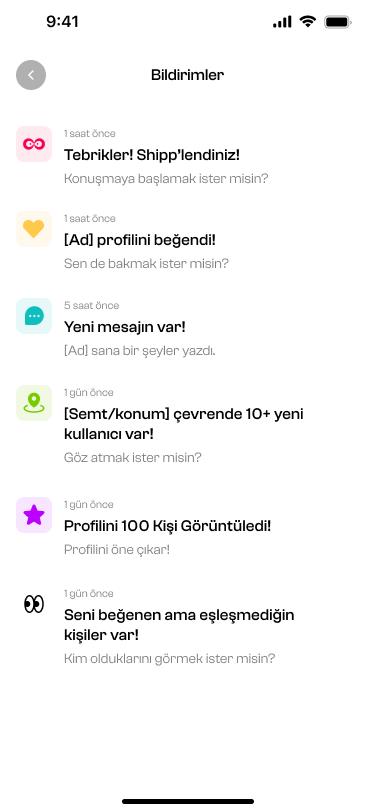 9:41
Bildirimler
1 saat önce
Tebrikler! Shipp'lendiniz!
Konuşmaya başlamak ister misin?
1 saat önce
[Ad] profilini beğendi!
Sen de bakmak ister misin?
5 saat önce
Yeni mesajın var!
[Ad] sana bir şeyler yazdı.
1 gün önce
[Semt/konum] çevrende 10+ yeni
kullanıcı var!
Göz atmak ister misin?
1 gün önce
Profilini 100 Kişi Görüntüledi!
Profilini öne çıkar!
1 gün önce
Seni beğenen ama eşleşmediğin
kişiler var!
Kim olduklarını görmek ister misin?